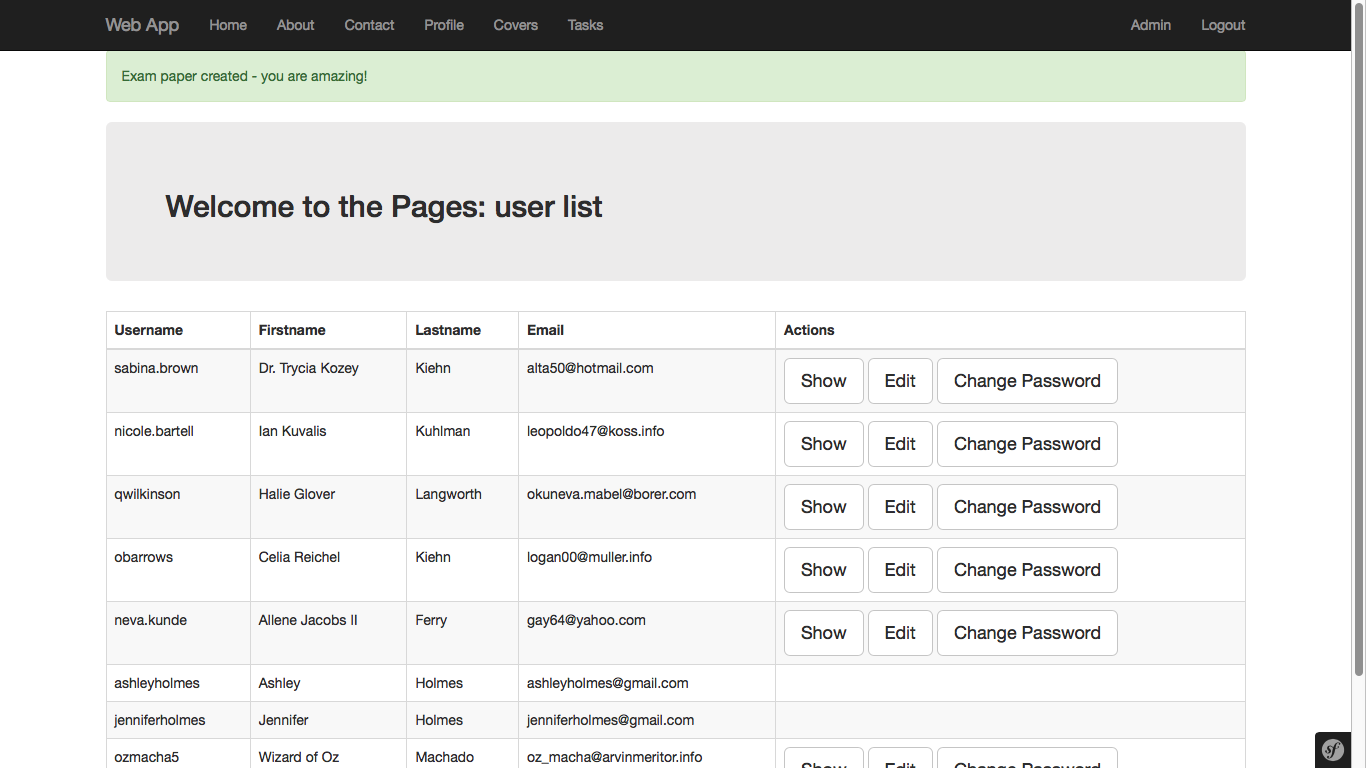 Web App Home About Contact Profile Covers Tasks Admin Logout
Exam paper created - you are amazing!
Welcome to the Pages: user list
Username Firstname Lastname Email Actions
sabina.brown Dr. Trycia Kozey Kiehn alta50@hotmail.com Show Edit Change Password
nicole.bartell Ian Kuvalis Kuhlman leopoldo47@koss.info Show Edit Change Password
qwilkinson Halie Glover Langworth okuneva.mabel@borer.com Show Edit Change Password
obarrows Celia Reichel Kiehn logan00@muller.info Show Edit Change Password
neva.kunde Allene Jacobs II Ferry gay64@yahoo.com Show Edit Change Password
ashleyholmes Ashley Holmes ashleyholmes@gmail.com
jenniferholmes Jennifer Holmes jenniferholmes@gmail.com
ozmacha5 Wizard of Oz Machado oz_macha@arvinmeritor.info Show Edit Change Password
sf